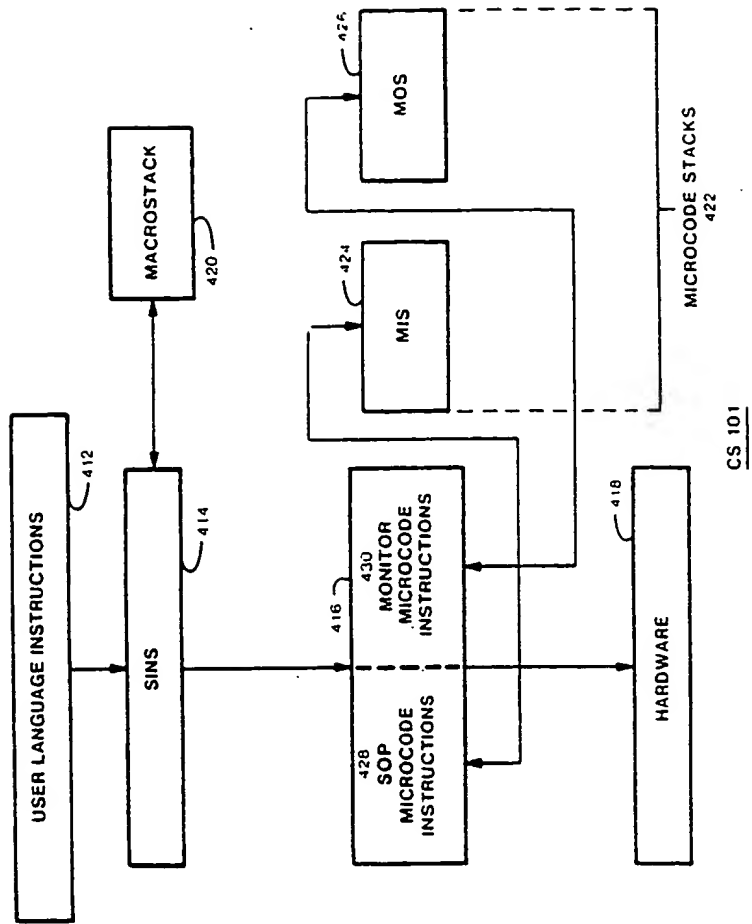 USER LANGUAGE INSTRUCTIONS
412
SINS
414
MACROSTACK
420
416
428
SOP
MICROCODE
INSTRUCTIONS
430
MONITOR
MICROCODE
INSTRUCTIONS
MIS
424
MOS
426
MICROCODE STACKS
422
HARDWARE
418
CS 101